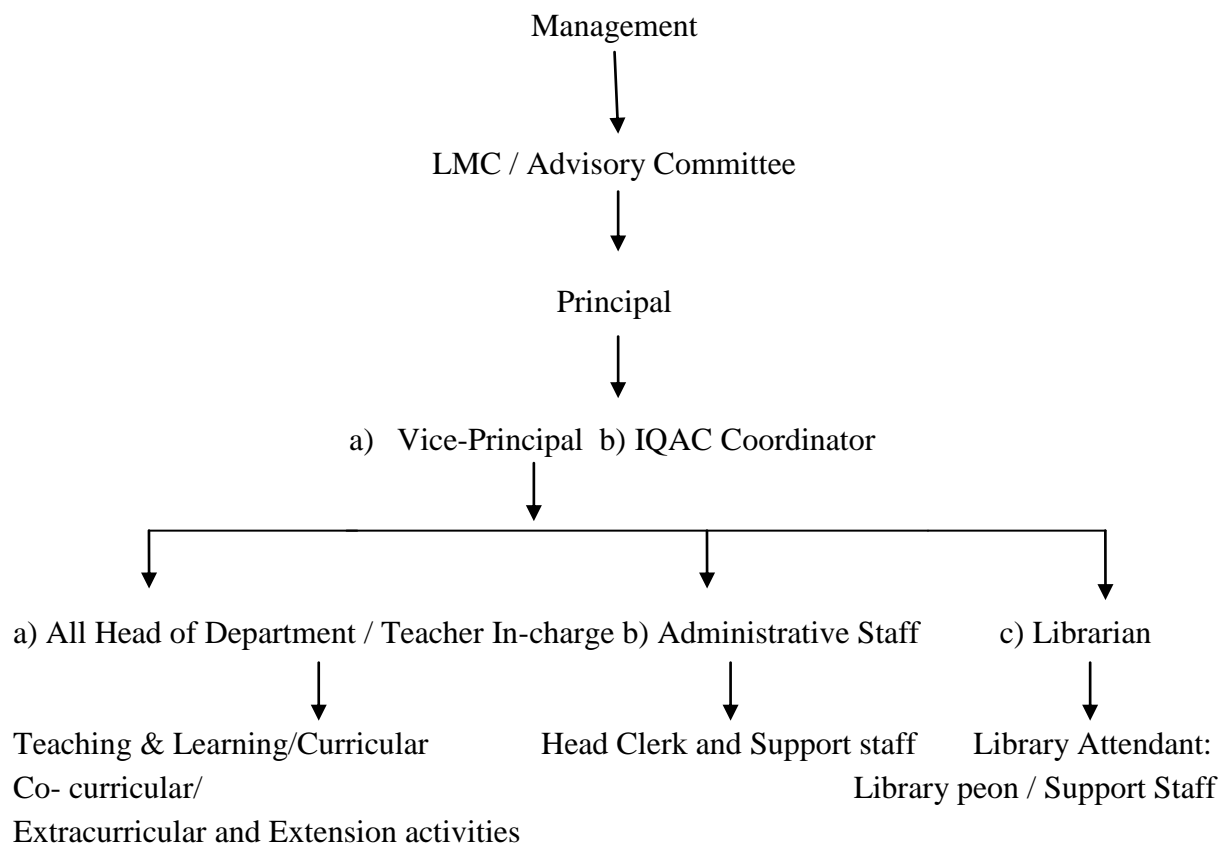 Management
LMC / Advisory Committee
Principal
a) Vice-Principal b) IQAC Coordinator
a) All Head of Department / Teacher In-charge b) Administrative Staff c) Librarian
Teaching & Learning/Curricular Head Clerk and Support staff Library Attendant:
Co- curricular/ Library peon / Support Staff
Extracurricular and Extension activities